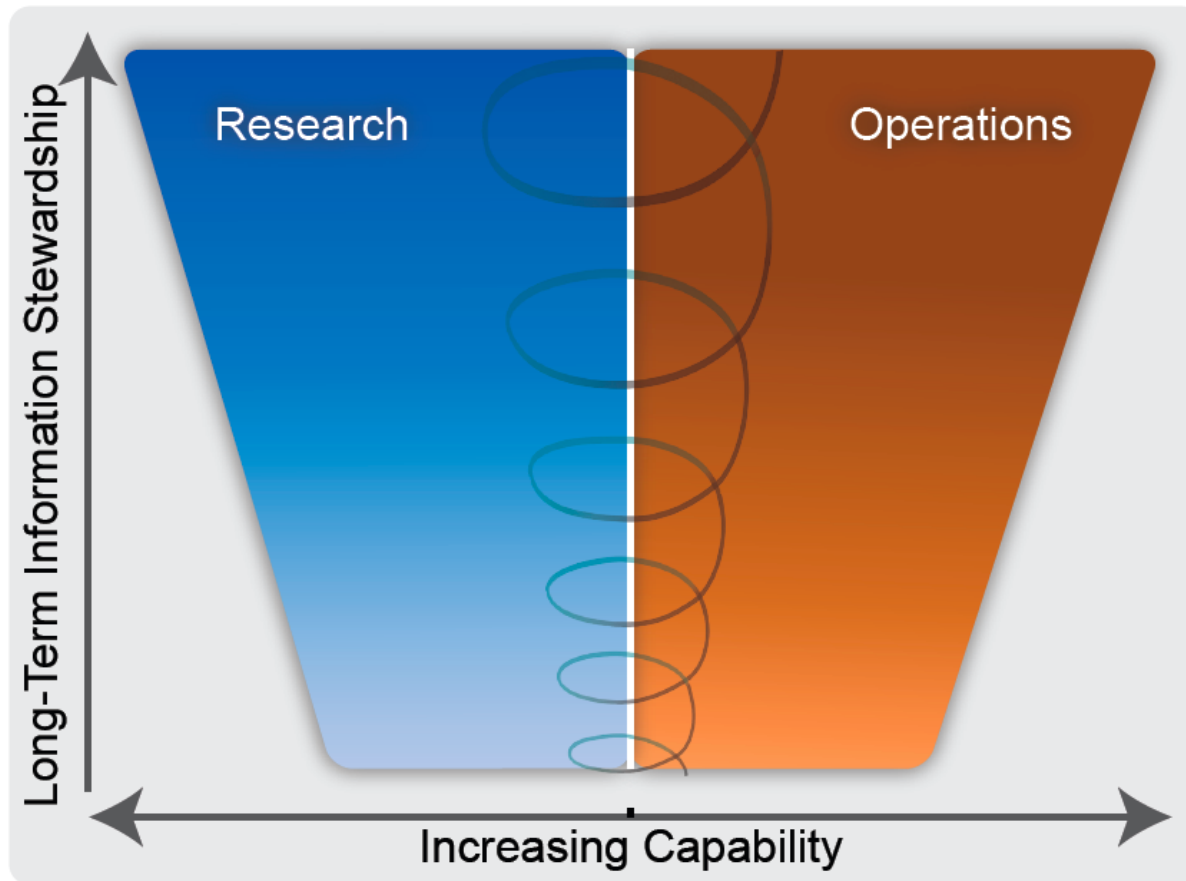 Research
Operations
Long-Term Information Stewardship
Increasing Capability